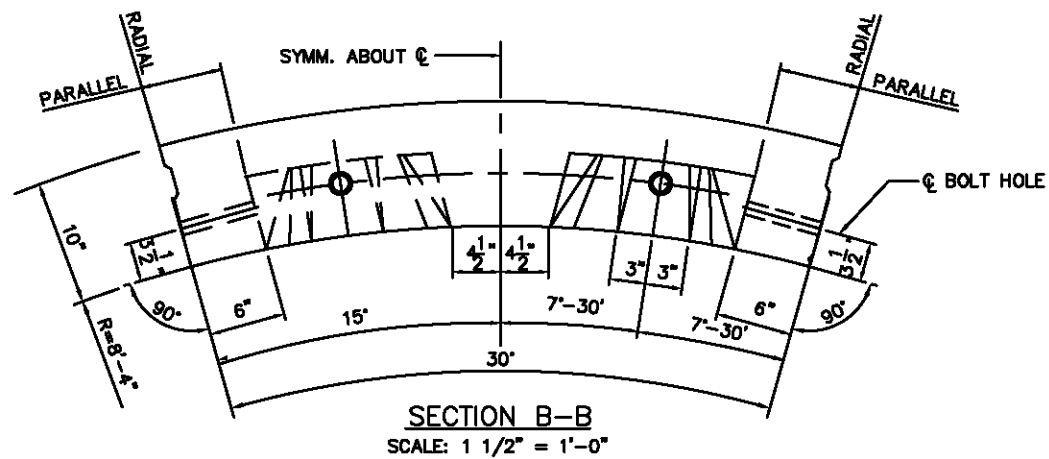 RADIAL
RADIAL
SYMM. ABOUT ℄
PARALLEL
PARALLEL
℄ BOLT HOLE
10"
3 1/2"
3 1/2"
4 1/2" 4 1/2"
3" 3"
90°
90°
6"
6"
15°
7°-30'
7°-30'
R=8'-4"
30°
SECTION B-B
SCALE: 1 1/2" = 1'-0"